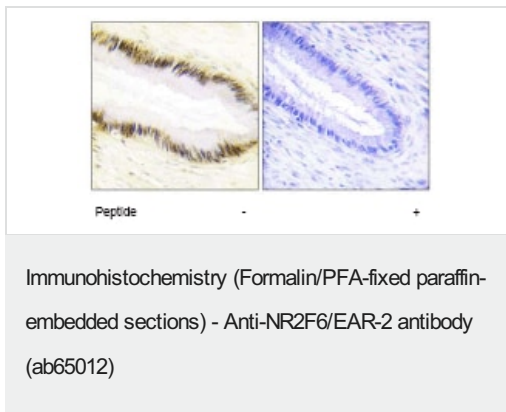 Peptide - +
Immunohistochemistry (Formalin/PFA-fixed paraffin-
embedded sections) - Anti-NR2F6/EAR-2 antibody
(ab65012)